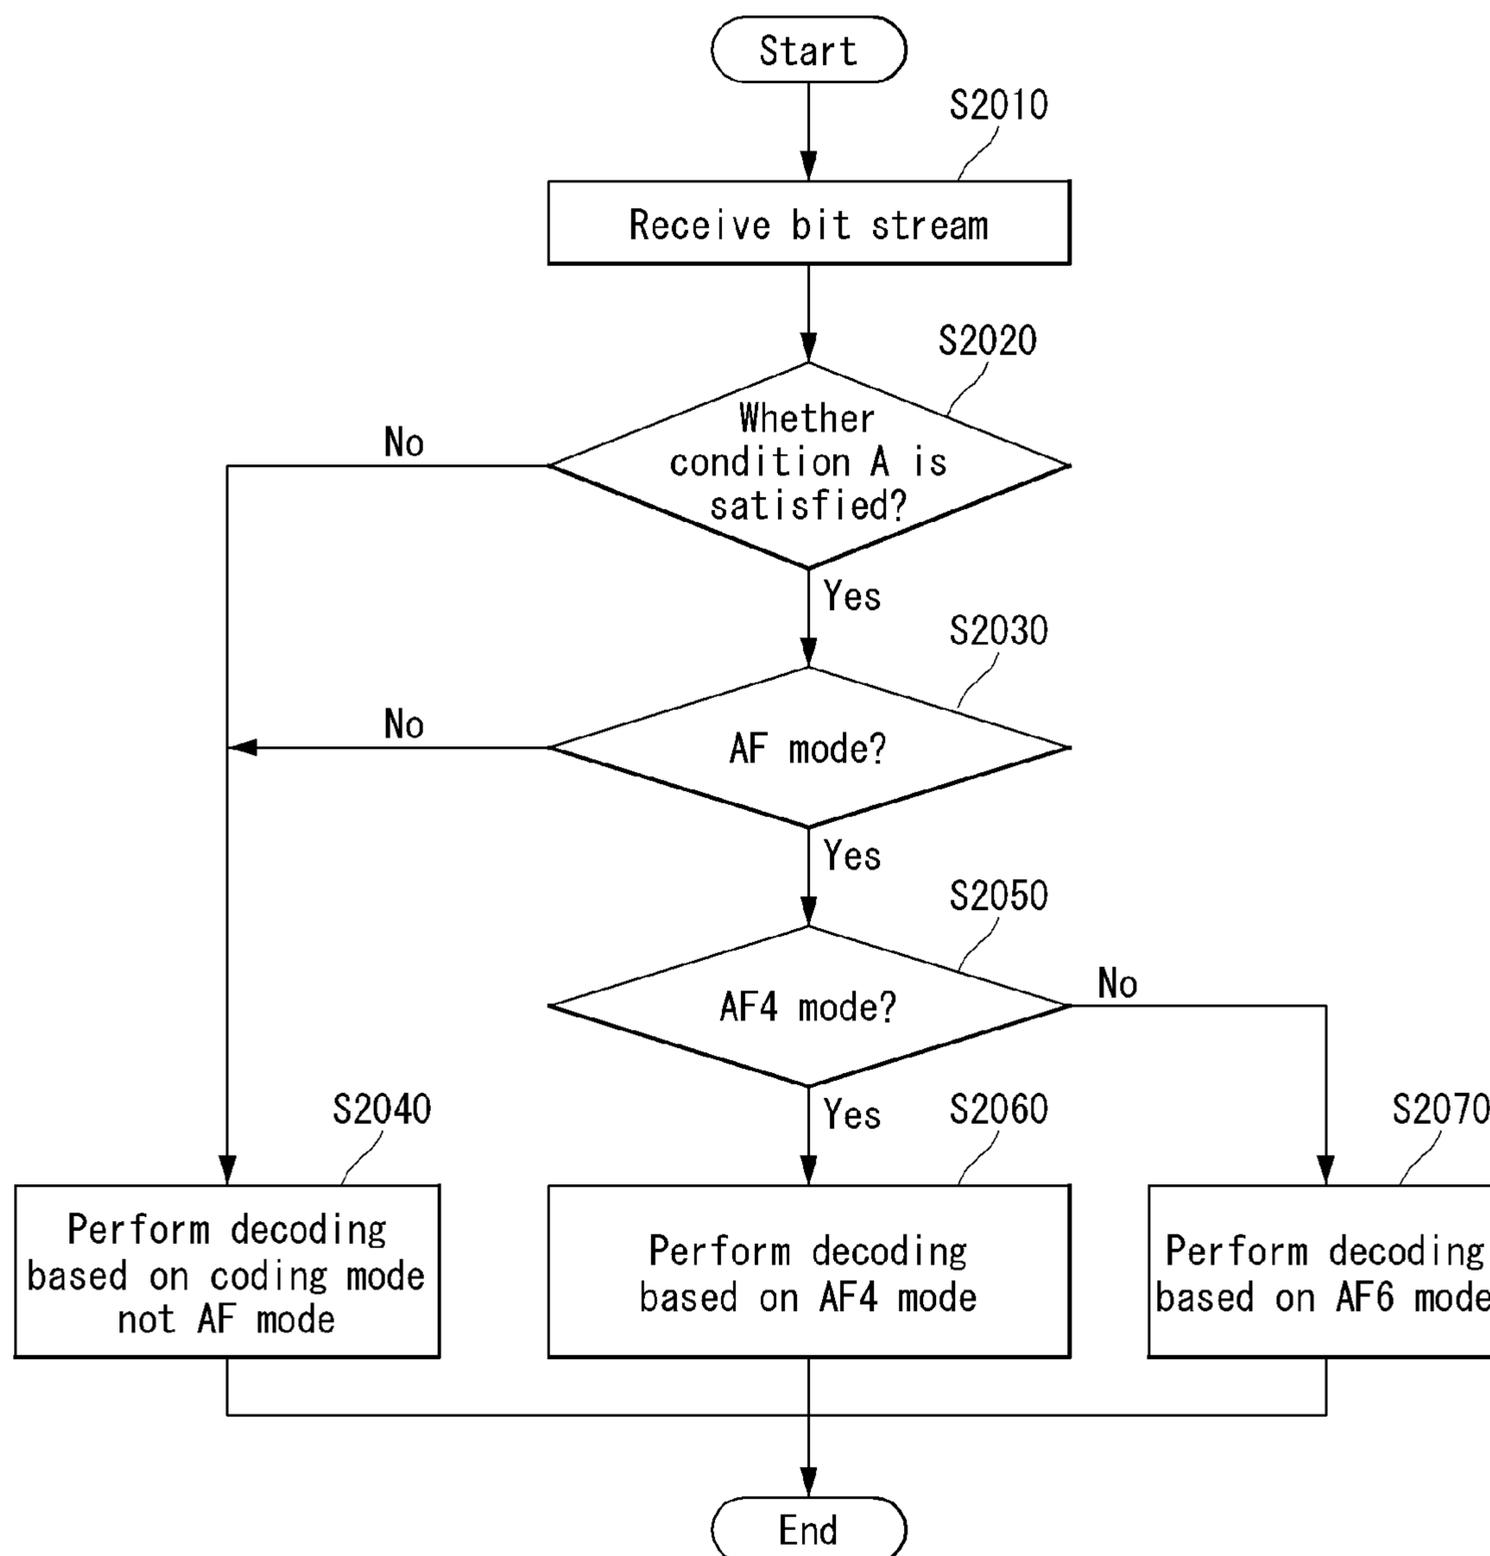 Start
S2010
Receive bit stream
S2020
Whether
condition A is
satisfied?
No
Yes
S2030
AF mode?
No
Yes
S2050
AF4 mode?
No
Yes
S2040
S2060
S2070
Perform decoding
based on coding mode
not AF mode
Perform decoding
based on AF4 mode
Perform decoding
based on AF6 mode
End